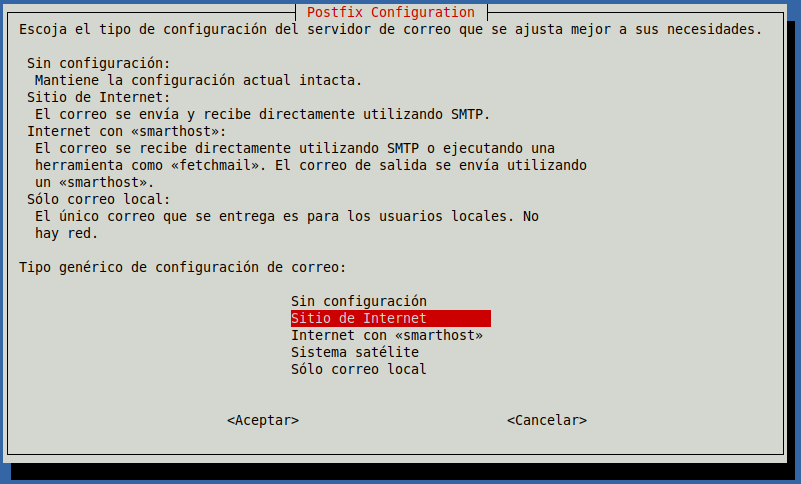 Postfix Configuration
Escoja el tipo de configuración del servidor de correo que se ajusta mejor a sus necesidades.
Sin configuración:
Mantiene la configuración actual intacta.
Sitio de Internet:
El correo se envía y recibe directamente utilizando SMTP.
Internet con «smarthost»:
El correo se recibe directamente utilizando SMTP o ejecutando una
herramienta como «fetchmail». El correo de salida se envía utilizando
un «smarthost».
Sólo correo local:
El único correo que se entrega es para los usuarios locales. No
hay red.
Tipo genérico de configuración de correo:
Sin configuración
Sitio de Internet
Internet con «smarthost»
Sistema satélite
Sólo correo local
<Aceptar> <Cancelar>